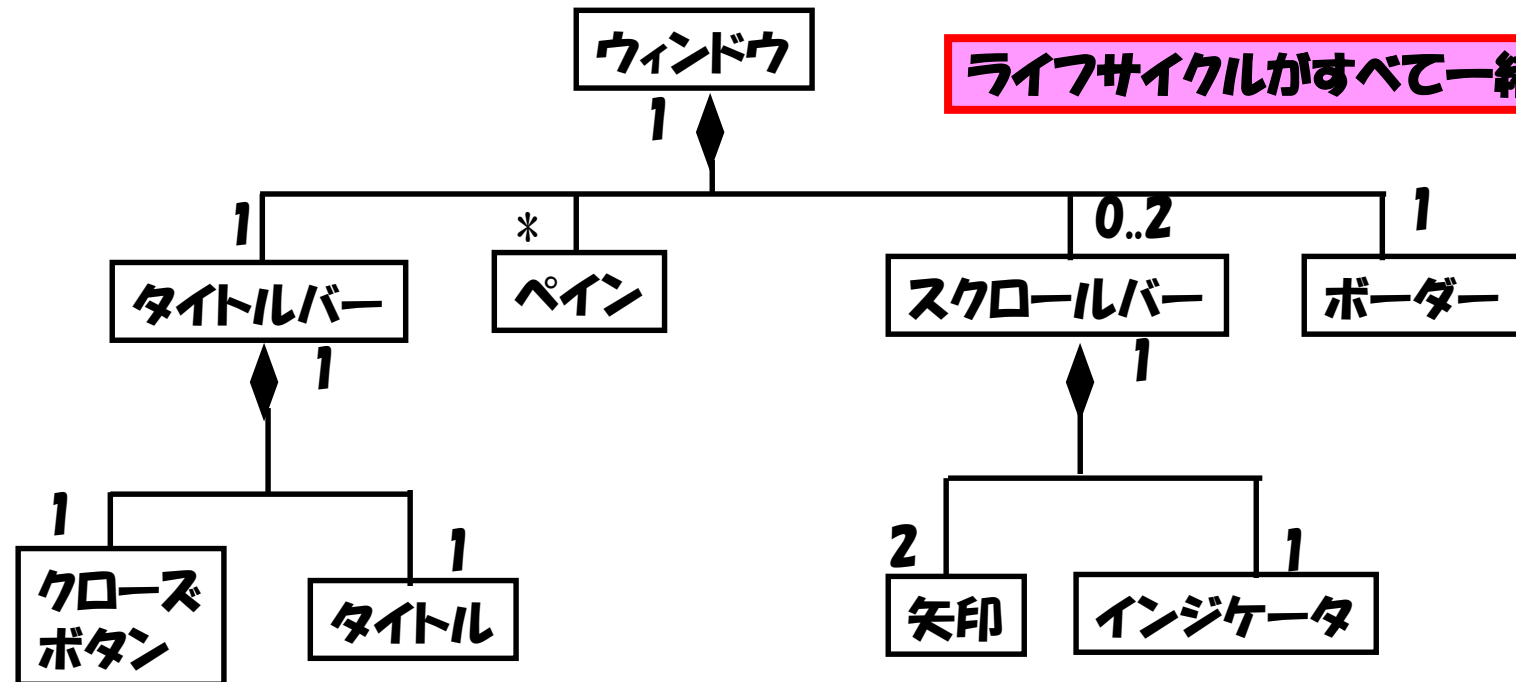 ウィンドウ
ライフサイクルがすべて一
1
1
*
0..2
1
タイトルバー
ペイン
スクロールバー
ボーダー
1
1
1
1
2
1
クローズ
ボタン
タイトル
矢印
インジケータ